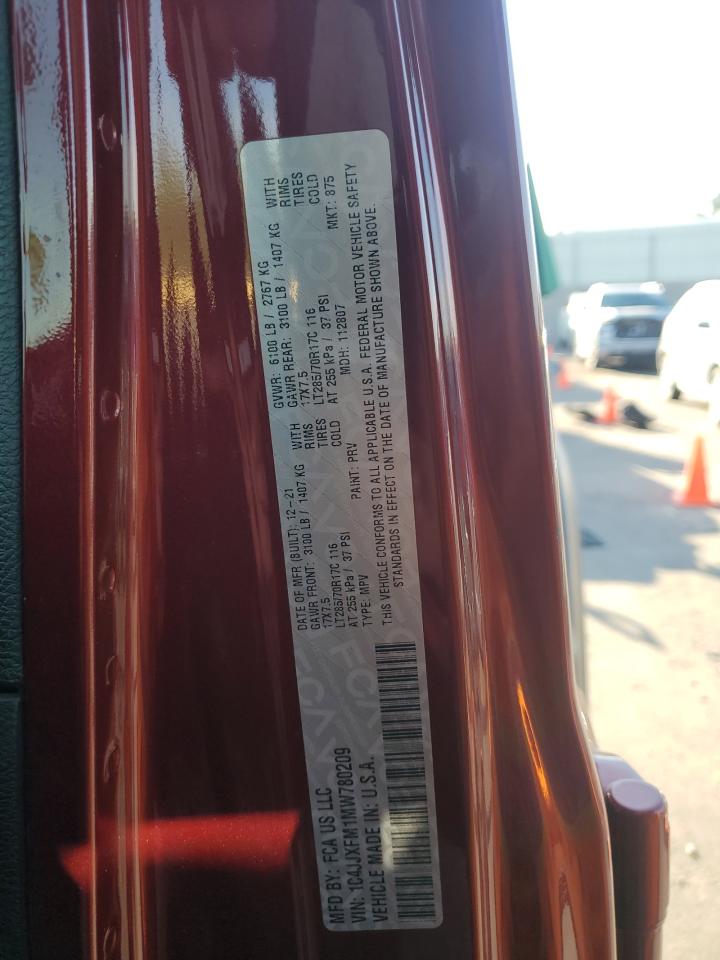 MFD BY: FCA US LLC
DATE OF MFR (BUILT): 12-21
GVWR: 6100 LB / 2767 KG
GAWR FRONT: 3100 LB / 1407 KG WITH
GAWR REAR: 3100 LB / 1407 KG WITH
17X7.5 RIMS
17X7.5 RIMS
LT285/70R17C 116 TIRES
LT285/70R17C 116 TIRES
AT 255 kPa / 37 PSI COLD
AT 255 kPa / 37 PSI COLD
VIN: 1C4JJXFM1MW780209
TYPE: MPV PAINT: PRV MDH: 112807 MKT: 875
VEHICLE MADE IN: U.S.A.
THIS VEHICLE CONFORMS TO ALL APPLICABLE U.S.A. FEDERAL MOTOR VEHICLE SAFETY
STANDARDS IN EFFECT ON THE DATE OF MANUFACTURE SHOWN ABOVE.